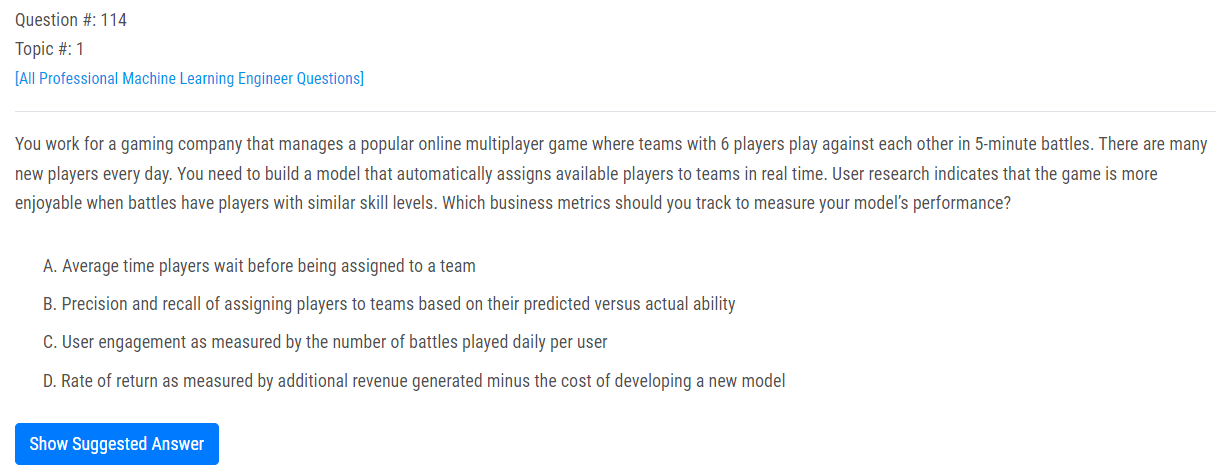 Question #: 114
Topic #: 1
[All Professional Machine Learning Engineer Questions]
You work for a gaming company that manages a popular online multiplayer game where teams with 6 players play against each other in 5-minute battles. There are many
new players every day. You need to build a model that automatically assigns available players to teams in real time. User research indicates that the game is more
enjoyable when battles have players with similar skill levels. Which business metrics should you track to measure your model's performance?
A. Average time players wait before being assigned to a team
B. Precision and recall of assigning players to teams based on their predicted versus actual ability
C. User engagement as measured by the number of battles played daily per user
D. Rate of return as measured by additional revenue generated minus the cost of developing a new model
Show Suggested Answer